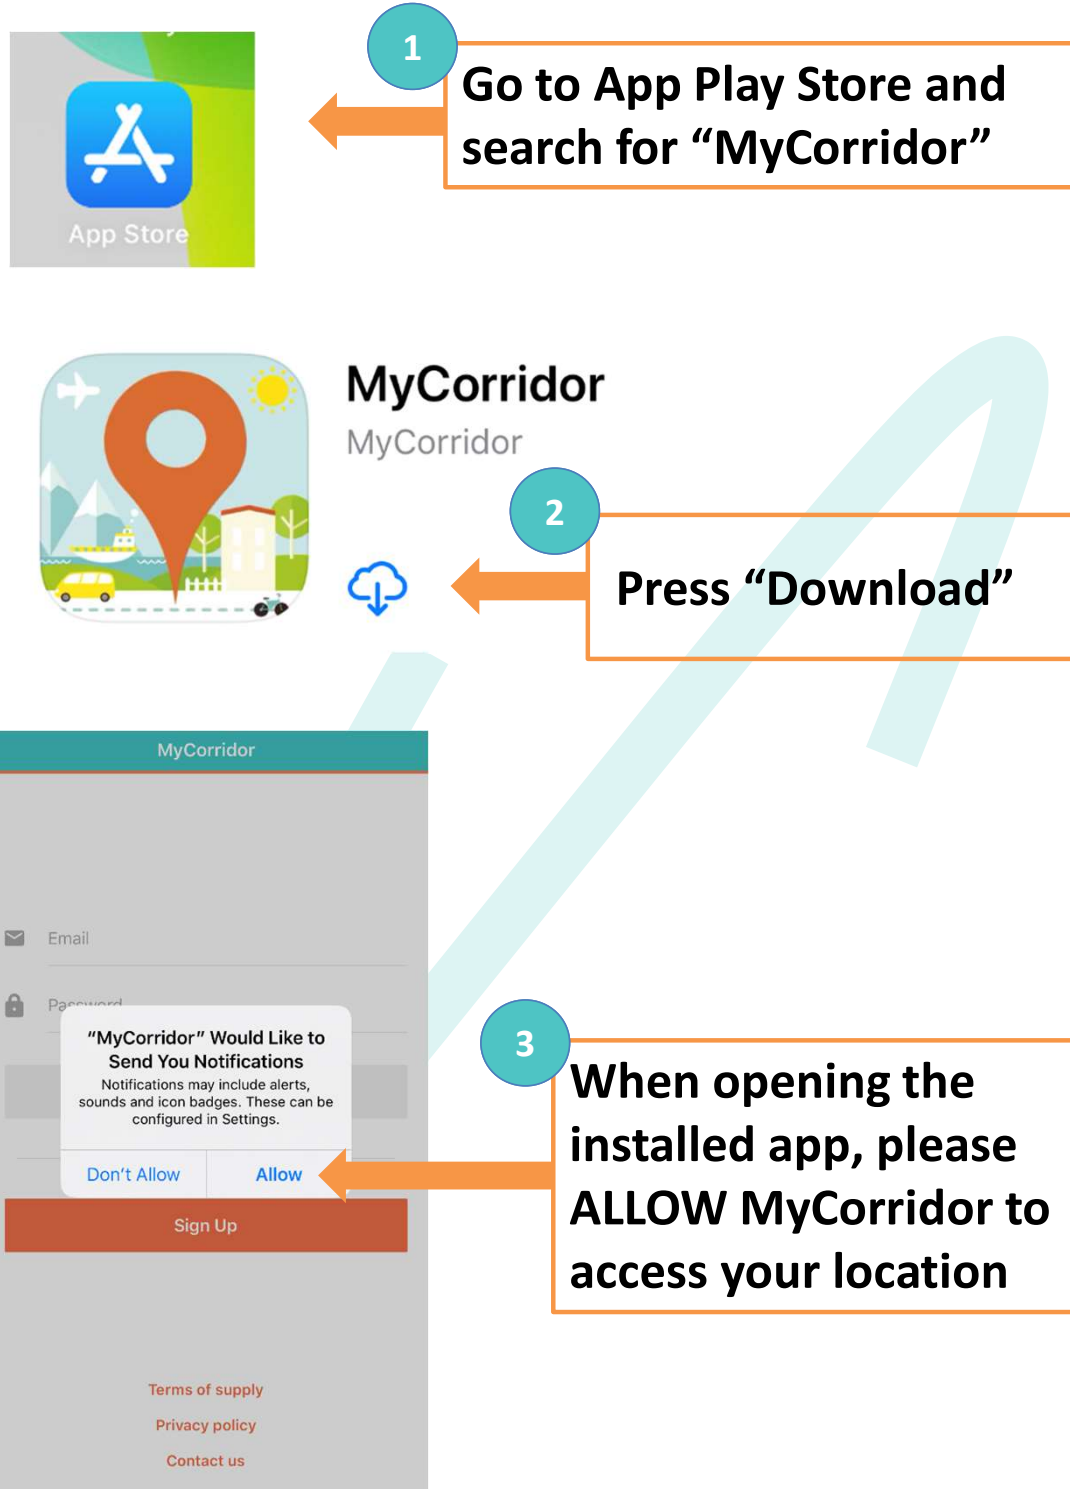 App Store
1
Go to App Play Store and
search for “MyCorridor”
MyCorridor
MyCorridor
2
Press “Download”
MyCorridor
Email
Password
“MyCorridor” Would Like to
Send You Notifications
Notifications may include alerts,
sounds and icon badges. These can be
configured in Settings.
Don’t Allow
Allow
Sign Up
3
When opening the
installed app, please
ALLOW MyCorridor to
access your location
Terms of supply
Privacy policy
Contact us